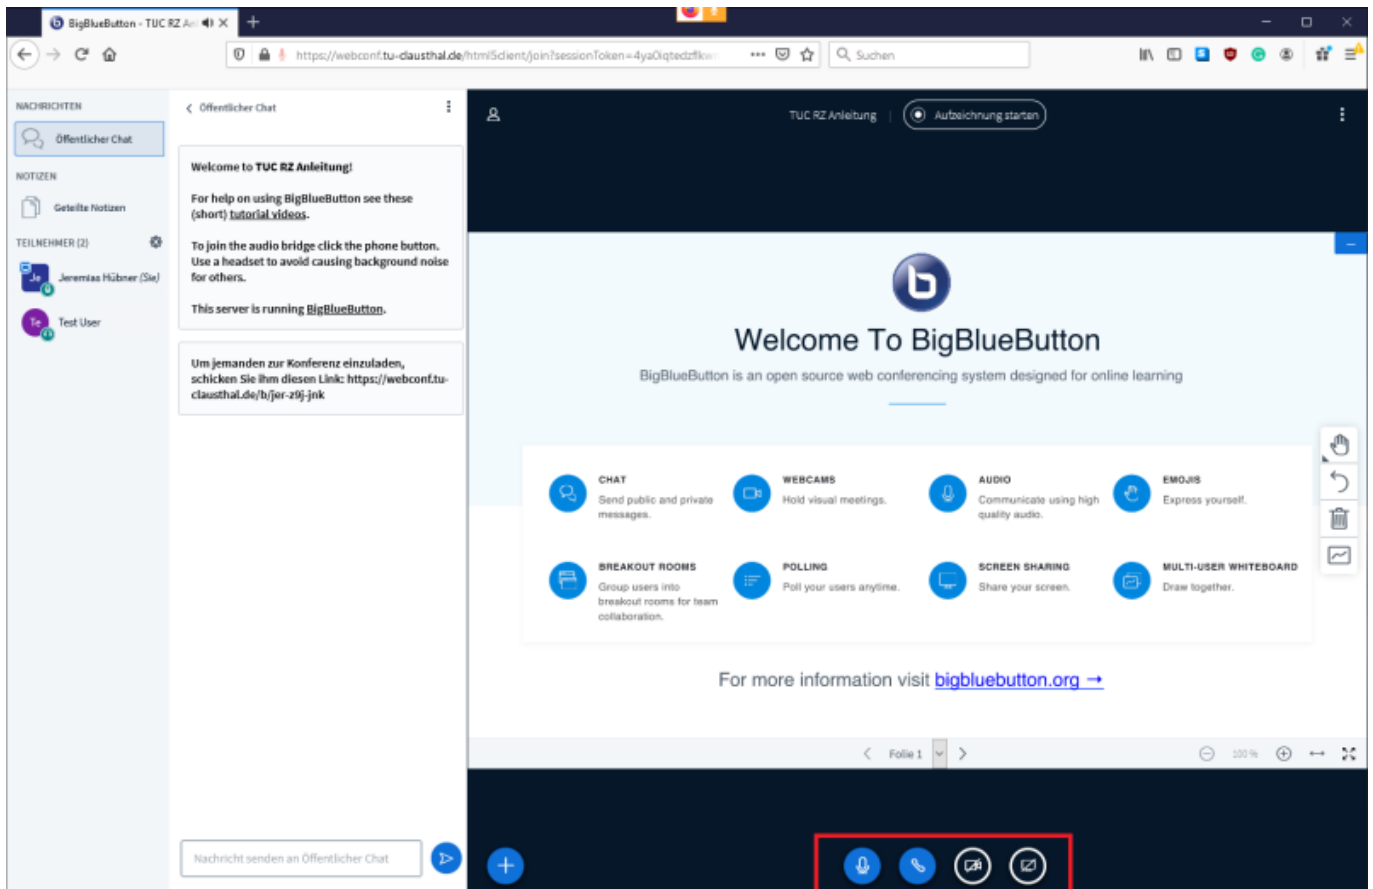 BigBlueButton - TUC RZ An
https://webconf.tu-clausthal.de/html5client/join?sessionToken=4ya0iqtedzflkw
Suchen
NACHRICHTEN
Öffentlicher Chat
NOTIZEN
Geteilte Notizen
TEILNEHMER (2)
Je
Jeremias Hübner (Sie)
Te
Test User
Öffentlicher Chat
Welcome to TUC RZ Anleitung!
For help on using BigBlueButton see these
(short) tutorial videos.
To join the audio bridge click the phone button.
Use a headset to avoid causing background noise
for others.
This server is running BigBlueButton.
Um jemanden zur Konferenz einzuladen,
schicken Sie ihm diesen Link: https://webconf.tu-
clausthal.de/b/jer-z9j-jnk
Nachricht senden an Öffentlicher Chat
TUC RZ Anleitung | Aufzeichnung starten
b
Welcome To BigBlueButton
BigBlueButton is an open source web conferencing system designed for online learning
CHAT
Send public and private
messages.
WEBCAMS
Hold visual meetings.
AUDIO
Communicate using high
quality audio.
EMOJIS
Express yourself.
BREAKOUT ROOMS
Group users into
breakout rooms for team
collaboration.
POLLING
Poll your users anytime.
SCREEN SHARING
Share your screen.
MULTI-USER WHITEBOARD
Draw together.
For more information visit bigbluebutton.org →
Folie 1
100 %